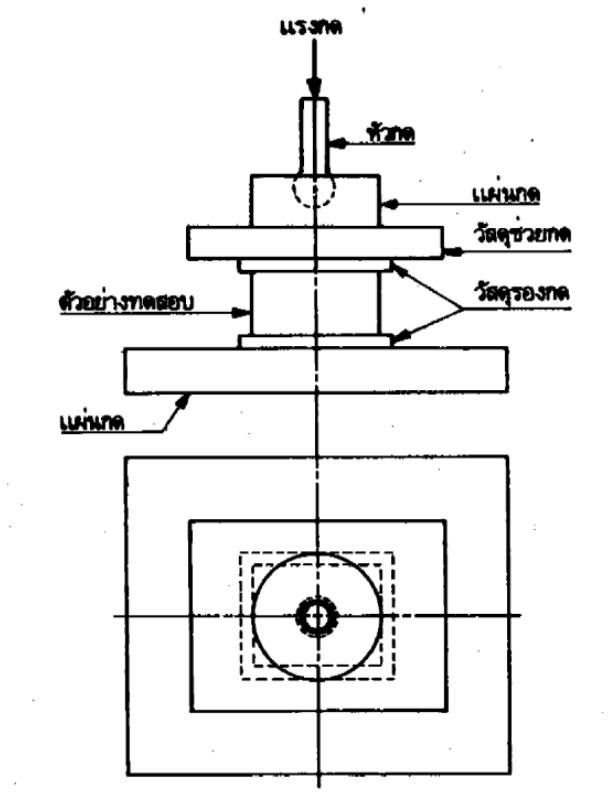 แรงกด
หัวกด
แผ่นกด
วัสดุช่วยกด
วัสดุรองกด
ตัวอย่างทดสอบ
แผ่นกด